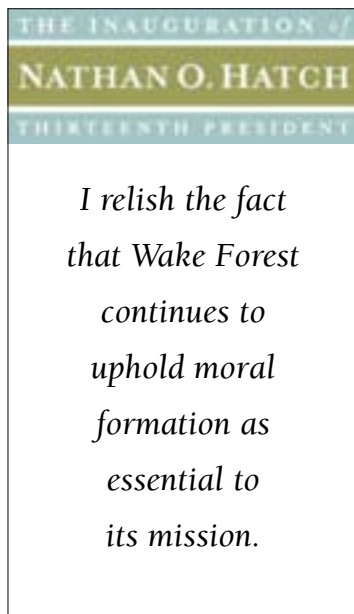 THE INAUGURATION of
NATHAN O. HATCH
THIRTEENTH PRESIDENT
I relish the fact
that Wake Forest
continues to
uphold moral
formation as
essential to
its mission.